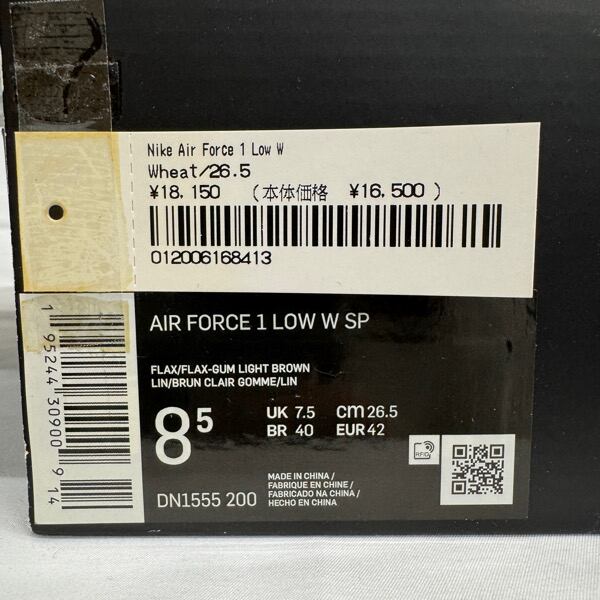 Nike Air Force 1 Low W
Wheat/26.5
¥18,150 (本体価格 ¥16,500)
012006168413
AIR FORCE 1 LOW W SP
FLAX/FLAX-GUM LIGHT BROWN
LIN/BRUN CLAIR GOMME/LIN
8⁵
UK 7.5 cm 26.5
BR 40 EUR 42
RFID
MADE IN CHINA /
FABRIQUE EN CHINE /
FABRICADO NA CHINA /
HECHO EN CHINA
DN1555 200
1 95244 30900 9 14